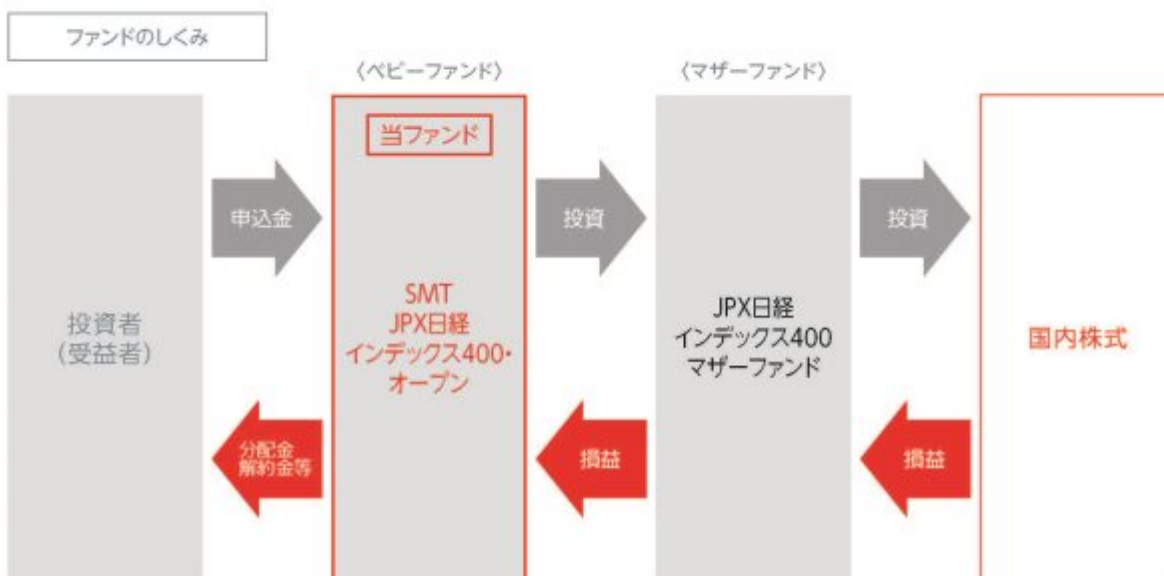 ファンドのしくみ
〈ベビーファンド〉
〈マザーファンド〉
当ファンド
申込金
投資
投資
投資者
(受益者)
SMT
JPX日経
インデックス400・
オープン
JPX日経
インデックス400
マザーファンド
国内株式
分配金
解約金等
損益
損益